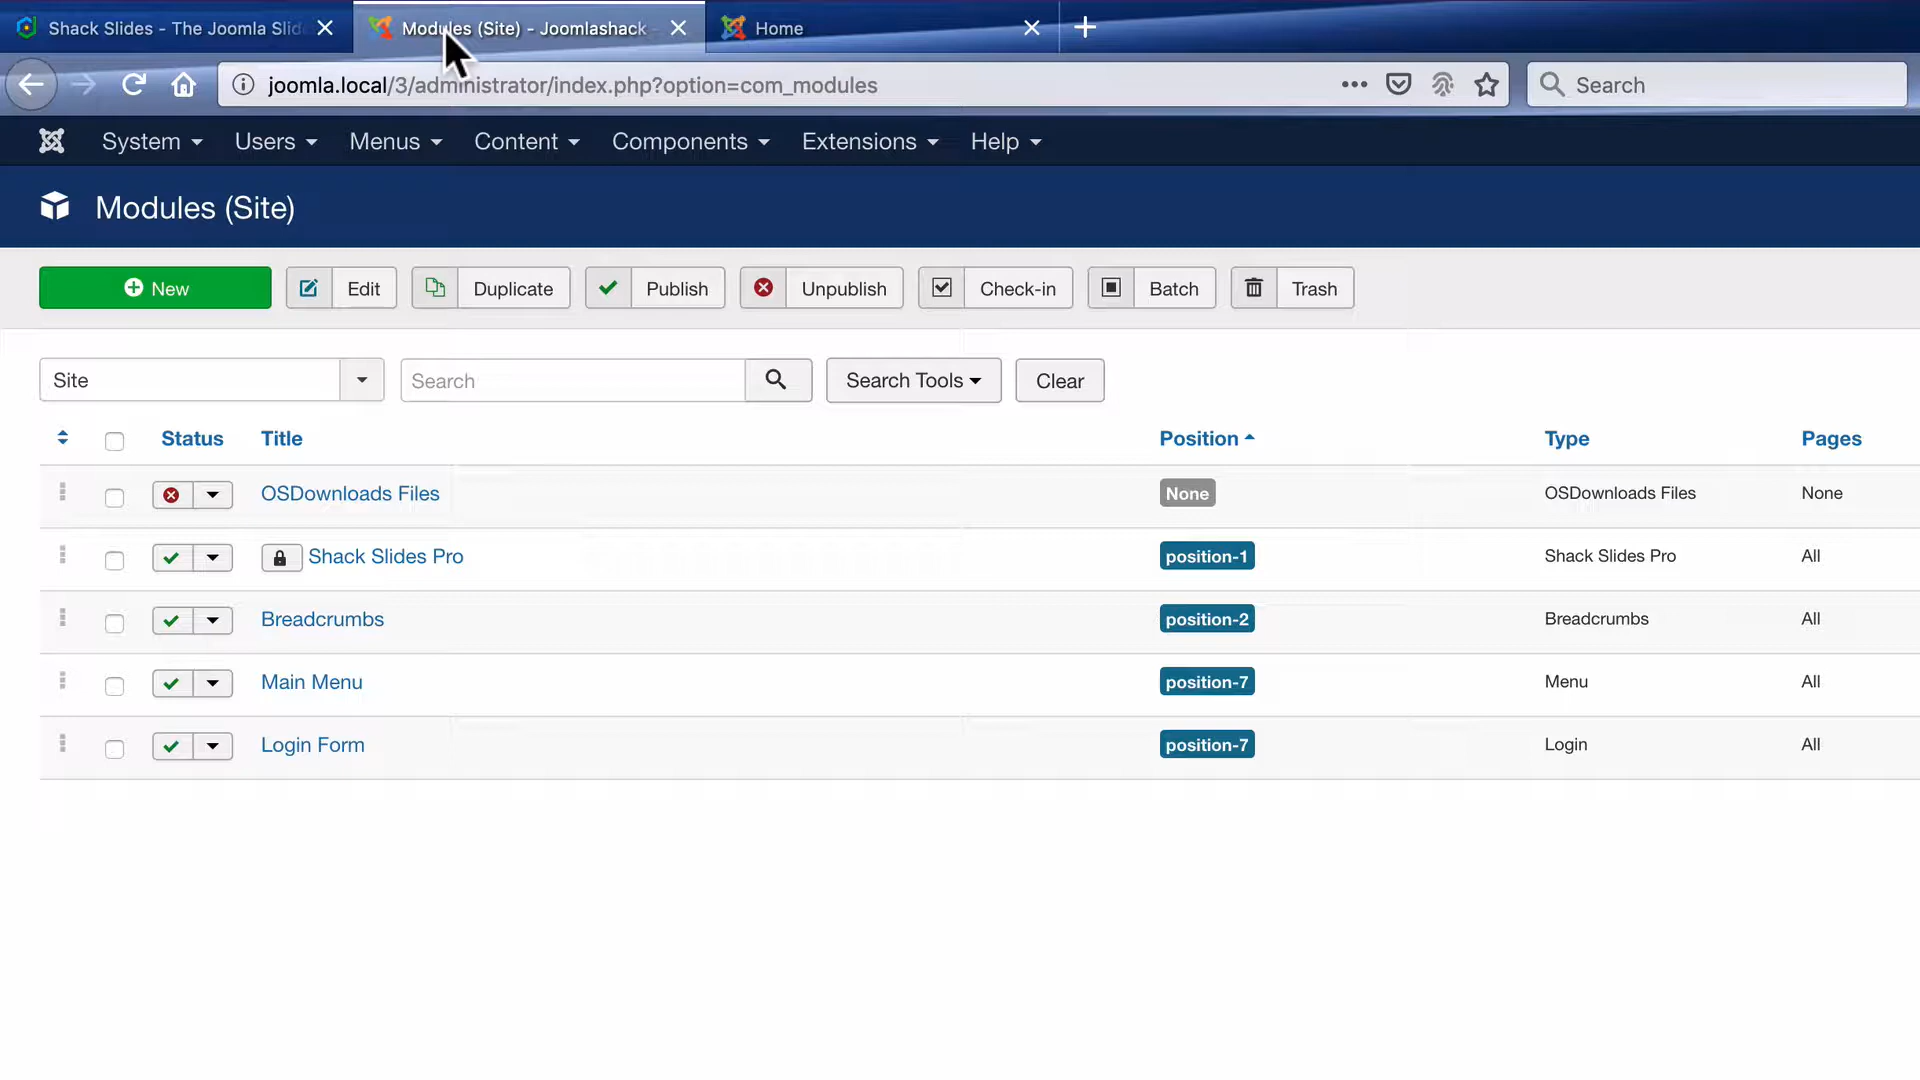 Shack Slides - The Joomla Slid
Modules (Site) - Joomlashack -
Home
joomla.local/3/administrator/index.php?option=com_modules
Search
System
Users
Menus
Content
Components
Extensions
Help
Modules (Site)
New
Edit
Duplicate
Publish
Unpublish
Check-in
Batch
Trash
Site
Search
Search Tools
Clear
Status Title Position Type Pages
OSDownloads Files None OSDownloads Files None
Shack Slides Pro position-1 Shack Slides Pro All
Breadcrumbs position-2 Breadcrumbs All
Main Menu position-7 Menu All
Login Form position-7 Login All